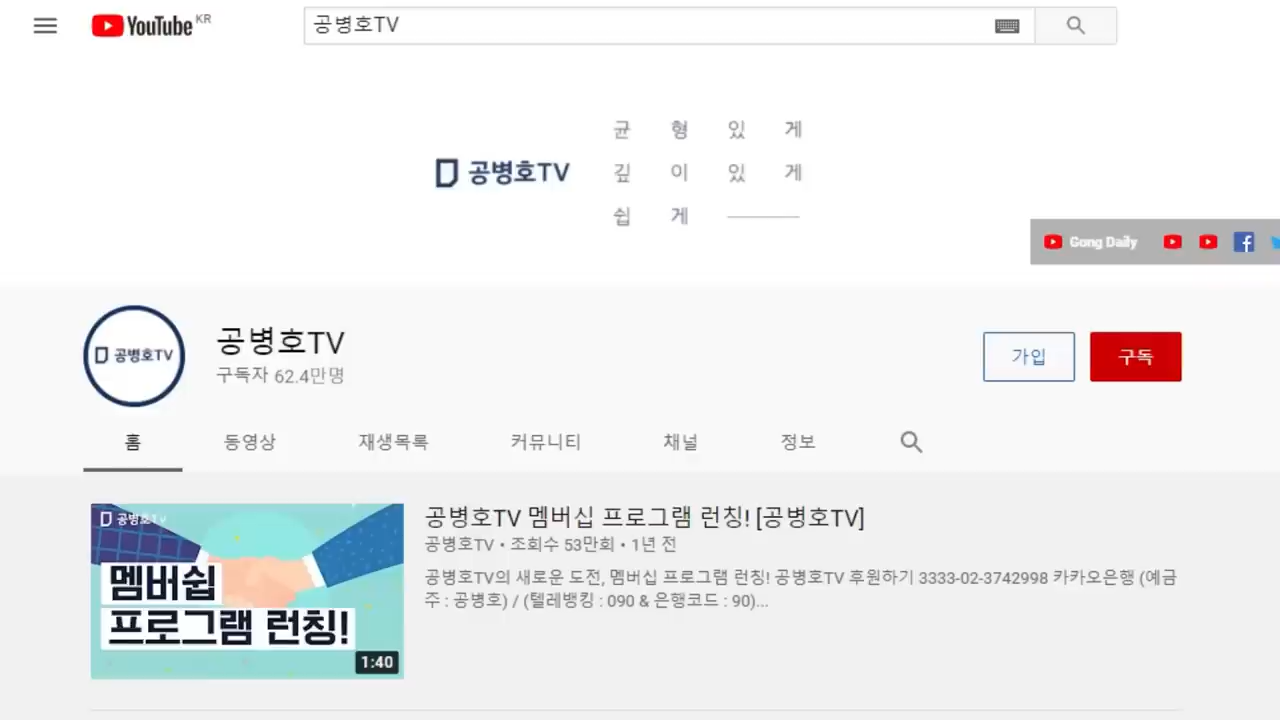 YouTube KR
공병호TV
균형있게
공병호TV
깊이있게
쉽게
Gong Daily
공병호TV
공병호TV
구독자 62.4만명
가입
구독
홈
동영상
재생목록
커뮤니티
채널
정보
공병호TV
멤버쉽
프로그램 런칭!
1:40
공병호TV 멤버십 프로그램 런칭! [공병호TV]
공병호TV • 조회수 53만회 • 1년 전
공병호TV의 새로운 도전, 멤버십 프로그램 런칭! 공병호TV 후원하기 3333-02-3742998 카카오은행 (예금
주 : 공병호) / (텔레뱅킹 : 090 & 은행코드 : 90)...